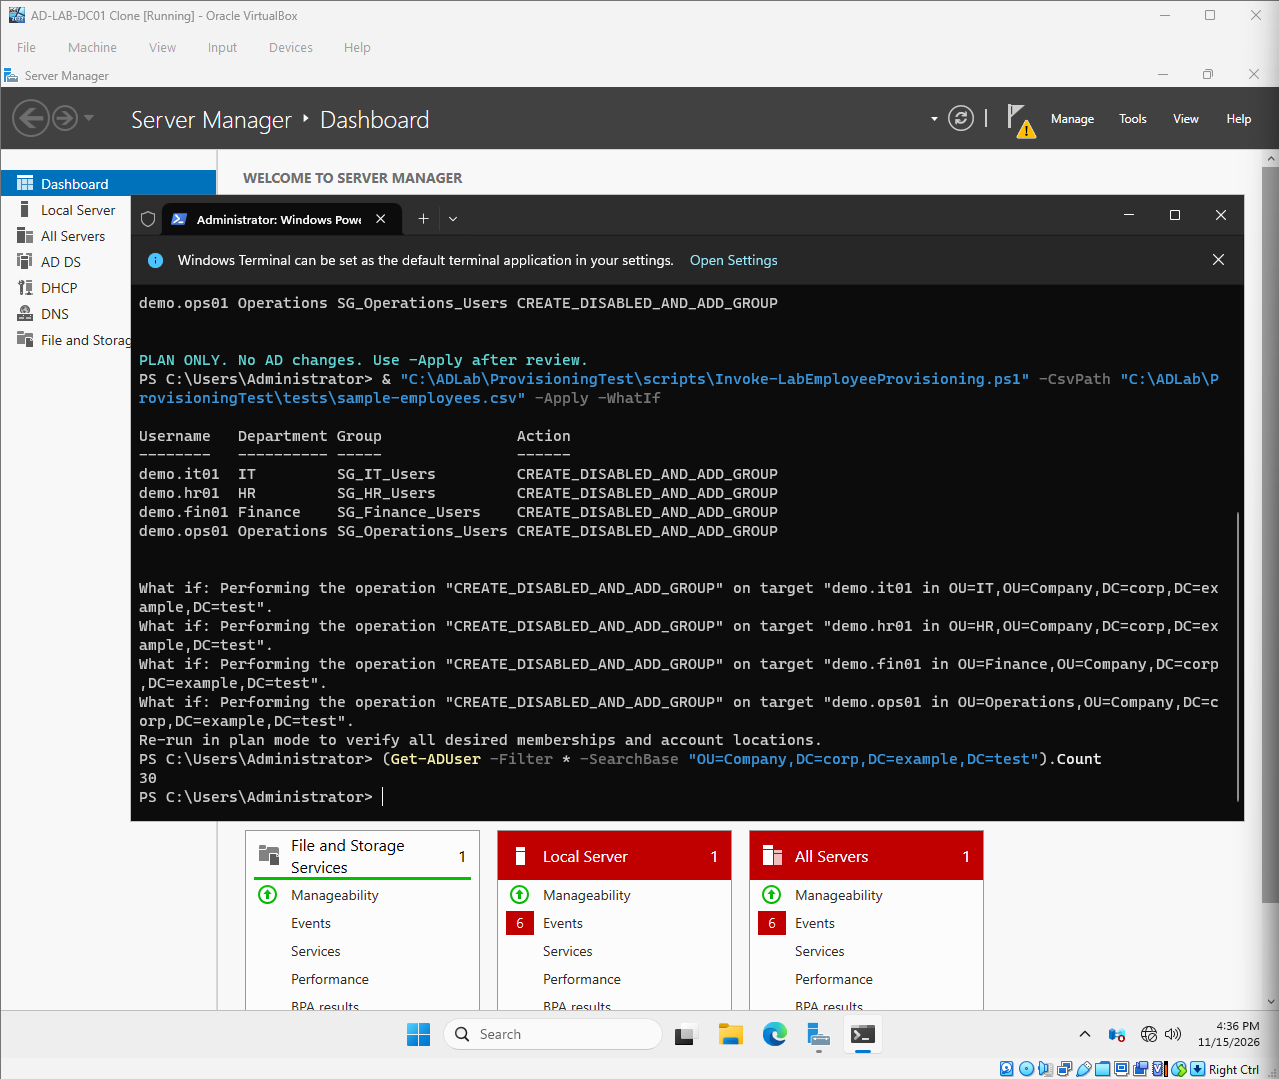 AD-LAB-DC01 Clone [Running] - Oracle VirtualBox
File Machine View Input Devices Help
Server Manager
Server Manager ‣ Dashboard
Manage Tools View Help
Dashboard
Local Server
All Servers
AD DS
DHCP
DNS
File and Storag
WELCOME TO SERVER MANAGER
Administrator: Windows Powe
Windows Terminal can be set as the default terminal application in your settings. Open Settings
demo.ops01 Operations SG_Operations_Users CREATE_DISABLED_AND_ADD_GROUP
PLAN ONLY. No AD changes. Use -Apply after review.
PS C:\Users\Administrator> & "C:\ADLab\ProvisioningTest\scripts\Invoke-LabEmployeeProvisioning.ps1" -CsvPath "C:\ADLab\P
rovisioningTest\tests\sample-employees.csv" -Apply -WhatIf
Username   Department Group               Action
--------   ---------- -----               ------
demo.it01  IT         SG_IT_Users         CREATE_DISABLED_AND_ADD_GROUP
demo.hr01  HR         SG_HR_Users         CREATE_DISABLED_AND_ADD_GROUP
demo.fin01 Finance    SG_Finance_Users    CREATE_DISABLED_AND_ADD_GROUP
demo.ops01 Operations SG_Operations_Users CREATE_DISABLED_AND_ADD_GROUP
What if: Performing the operation "CREATE_DISABLED_AND_ADD_GROUP" on target "demo.it01 in OU=IT,OU=Company,DC=corp,DC=ex
ample,DC=test".
What if: Performing the operation "CREATE_DISABLED_AND_ADD_GROUP" on target "demo.hr01 in OU=HR,OU=Company,DC=corp,DC=ex
ample,DC=test".
What if: Performing the operation "CREATE_DISABLED_AND_ADD_GROUP" on target "demo.fin01 in OU=Finance,OU=Company,DC=corp
,DC=example,DC=test".
What if: Performing the operation "CREATE_DISABLED_AND_ADD_GROUP" on target "demo.ops01 in OU=Operations,OU=Company,DC=c
orp,DC=example,DC=test".
Re-run in plan mode to verify all desired memberships and account locations.
PS C:\Users\Administrator> (Get-ADUser -Filter * -SearchBase "OU=Company,DC=corp,DC=example,DC=test").Count
30
PS C:\Users\Administrator>
File and Storage Services 1
Manageability
Events
Services
Performance
BPA results
Local Server 1
Manageability
6 Events
Services
Performance
BPA results
All Servers 1
Manageability
6 Events
Services
Performance
BPA results
Search
4:36 PM
11/15/2026
Right Ctrl